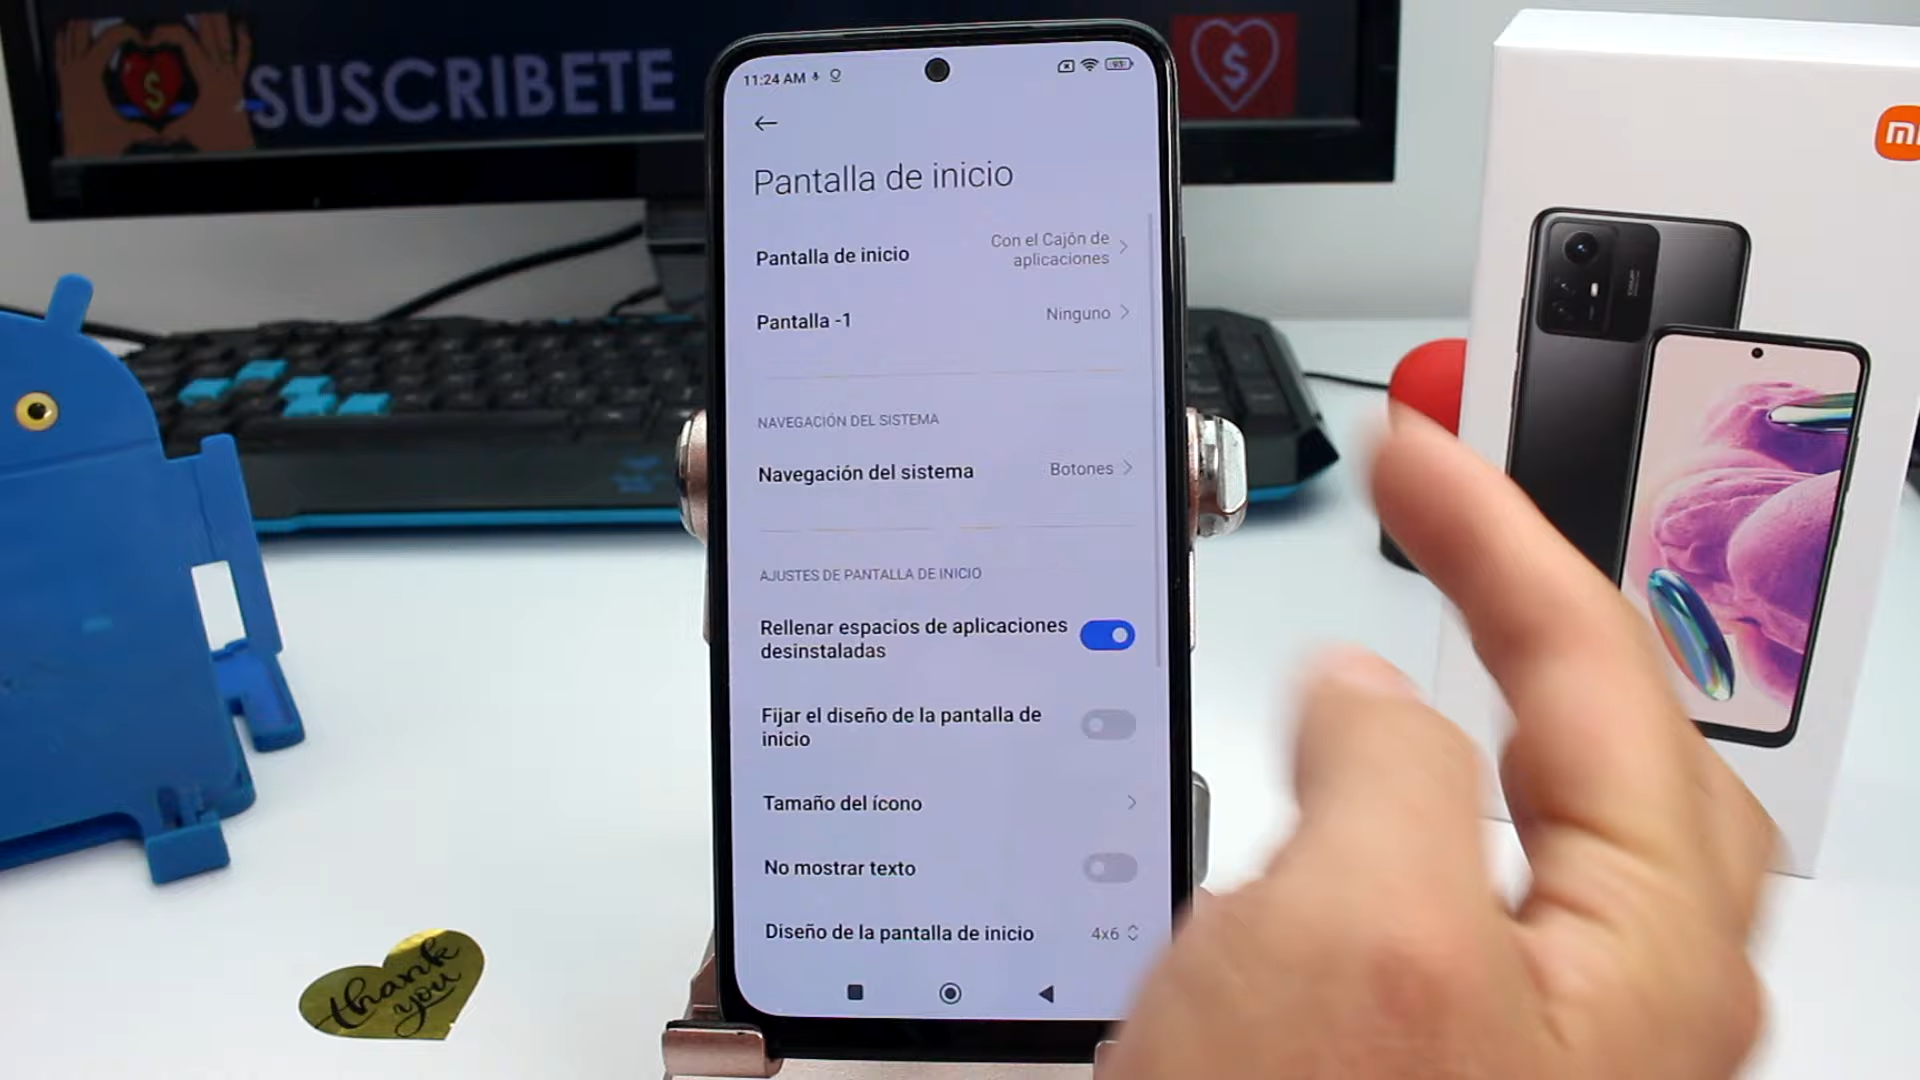 SUSCRIBETE
$
$
11:24 AM
93
Pantalla de inicio
Pantalla de inicio
Con el Cajón de
aplicaciones
Pantalla -1
Ninguno
NAVEGACIÓN DEL SISTEMA
Navegación del sistema
Botones
AJUSTES DE PANTALLA DE INICIO
Rellenar espacios de aplicaciones
desinstaladas
Fijar el diseño de la pantalla de
inicio
Tamaño del ícono
No mostrar texto
Diseño de la pantalla de inicio
4x6
thank
you